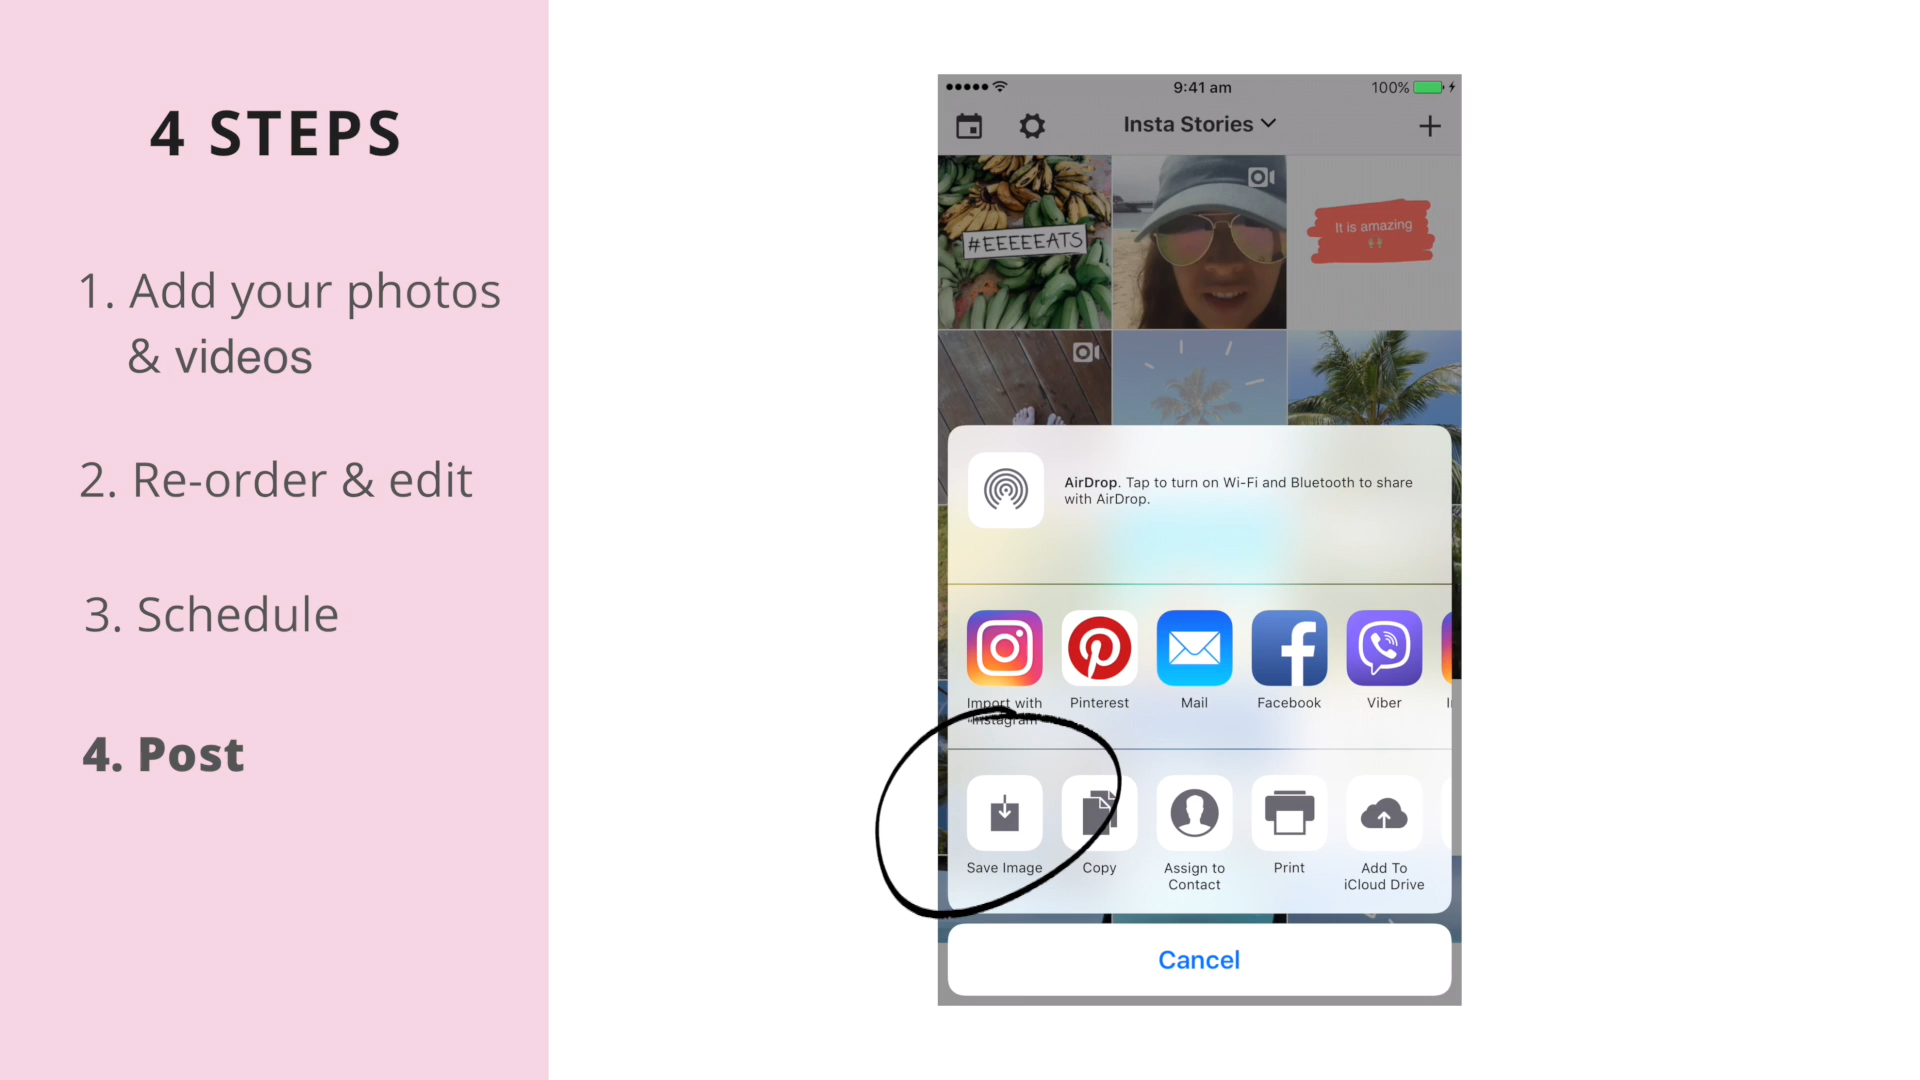 4 STEPS
1. Add your photos
& videos
2. Re-order & edit
3. Schedule
4. Post
9:41 am
100%
Insta Stories
#EEEEEATS
It is amazing
AirDrop. Tap to turn on Wi-Fi and Bluetooth to share
with AirDrop.
Import with
Instagram
Pinterest
Mail
Facebook
Viber
Save Image
Copy
Assign to
Contact
Print
Add To
iCloud Drive
Cancel